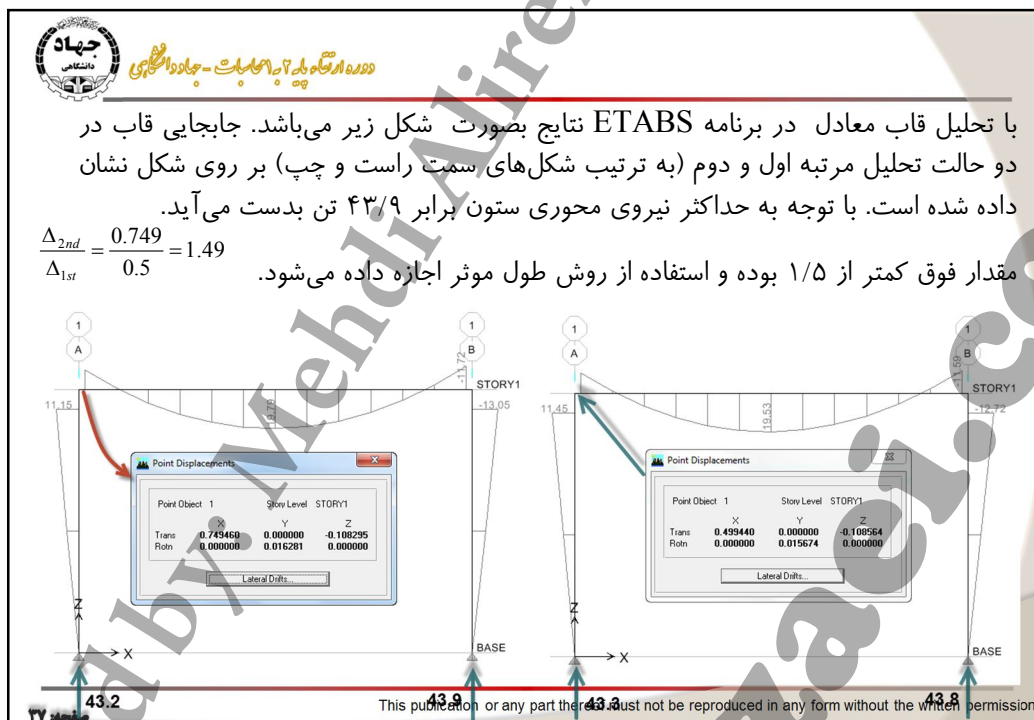 جهاد
دانشگاهی
دوره ارتقاء پایه ۲ به ۱ محاسبات - جهاد دانشگاهی
با تحلیل قاب معادل در برنامه ETABS نتایج بصورت شکل زیر می‌باشد. جابجایی قاب در
دو حالت تحلیل مرتبه اول و دوم (به ترتیب شکل‌های سمت راست و چپ) بر روی شکل نشان
داده شده است. با توجه به حداکثر نیروی محوری ستون برابر ۴۳/۹ تن بدست می‌آید.
Δ2nd / Δ1st = 0.749 / 0.5 = 1.49
مقدار فوق کمتر از ۱/۵ بوده و استفاده از روش طول موثر اجازه داده می‌شود.
1
A
1
B
STORY1
11.15
-11.72
-13.05
19.79
Point Displacements
Point Object 1 Story Level STORY1
X Y Z
Trans 0.749460 0.000000 -0.108295
Rotn 0.000000 0.016281 0.000000
Lateral Drifts...
Z
X
BASE
43.2
43.9
1
A
1
B
STORY1
11.45
-11.59
-12.72
19.53
Point Displacements
Point Object 1 Story Level STORY1
X Y Z
Trans 0.499440 0.000000 -0.108564
Rotn 0.000000 0.015674 0.000000
Lateral Drifts...
Z
X
BASE
43.3
43.8
صفحه: ۳۷
This publication or any part thereof must not be reproduced in any form without the written permission
by: Mehdi Alire
zaei.co